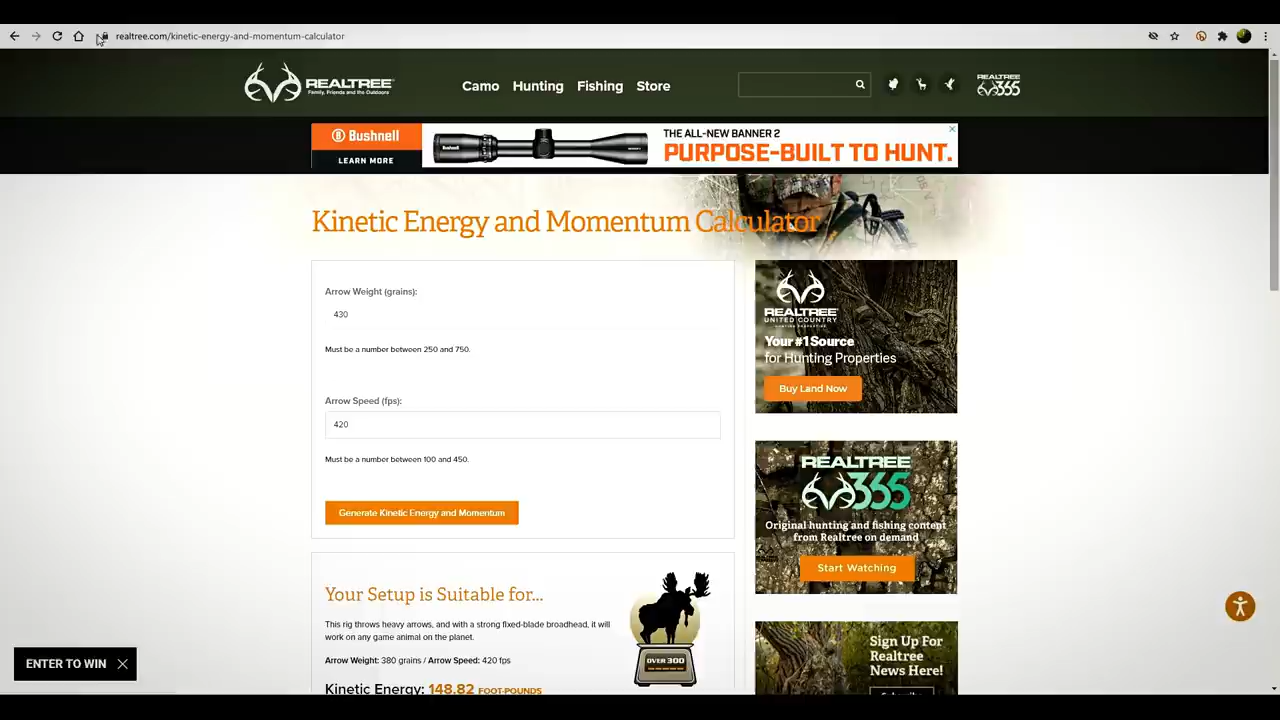 realtree.com/kinetic-energy-and-momentum-calculator
REALTREE
Family, Friends and the Outdoors
Camo
Hunting
Fishing
Store
REALTREE
365
Bushnell
LEARN MORE
THE ALL-NEW BANNER 2
PURPOSE-BUILT TO HUNT.
Kinetic Energy and Momentum Calculator
Arrow Weight (grains):
430
Must be a number between 250 and 750.
Arrow Speed (fps):
420
Must be a number between 100 and 450.
Generate Kinetic Energy and Momentum
Your Setup is Suitable for...
This rig throws heavy arrows, and with a strong fixed-blade broadhead, it will
work on any game animal on the planet.
Arrow Weight: 380 grains / Arrow Speed: 420 fps
Kinetic Energy: 148.82 FOOT-POUNDS
OVER 300
REALTREE
UNITED COUNTRY
HUNTING PROPERTIES
Your #1 Source
for Hunting Properties
Buy Land Now
REALTREE
365
Original hunting and fishing content
from Realtree on demand
Start Watching
Sign Up For
Realtree
News Here!
ENTER TO WIN